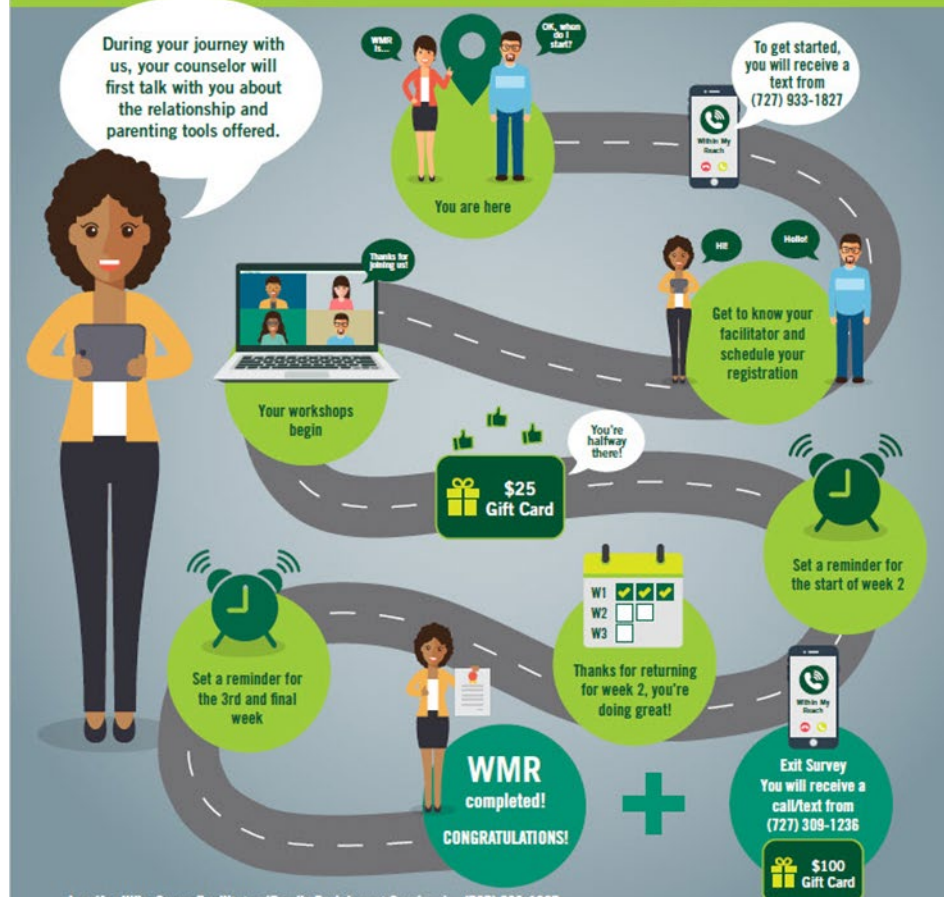 During your journey with
us, your counselor will
first talk with you about
the relationship and
parenting tools offered.
WMR
is...
OK, when
do I
start?
You are here
To get started,
you will receive a
text from
(727) 933-1827
Within My
Reach
Hi!
Hello!
Get to know your
facilitator and
schedule your
registration
Thanks for
joining us!
Your workshops
begin
$25
Gift Card
You're
halfway
there!
Set a reminder for
the start of week 2
W1
W2
W3
Thanks for returning
for week 2, you're
doing great!
Set a reminder for
the 3rd and final
week
WMR
completed!
CONGRATULATIONS!
Within My
Reach
Exit Survey
You will receive a
call/text from
(727) 309-1236
$100
Gift Card